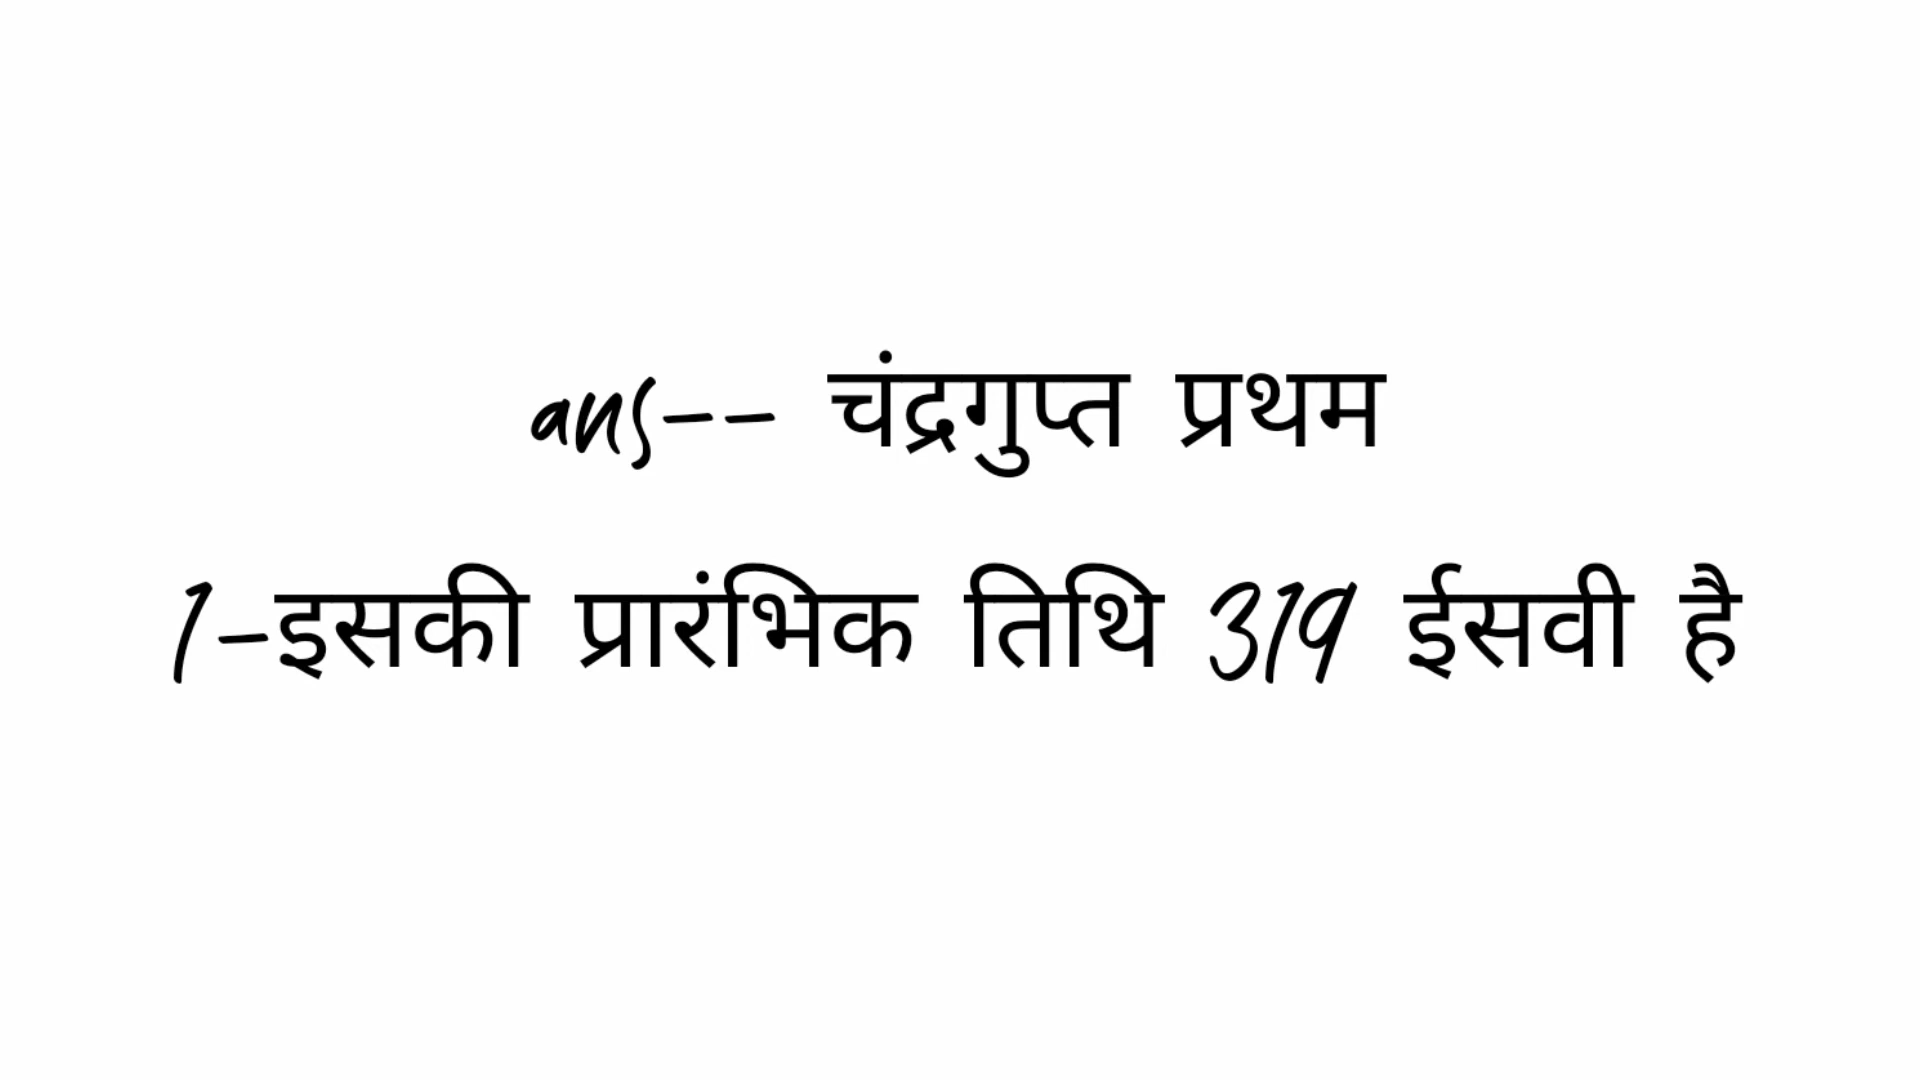 ans-- चंद्रगुप्त प्रथम
1-इसकी प्रारंभिक तिथि 319 ईसवी है